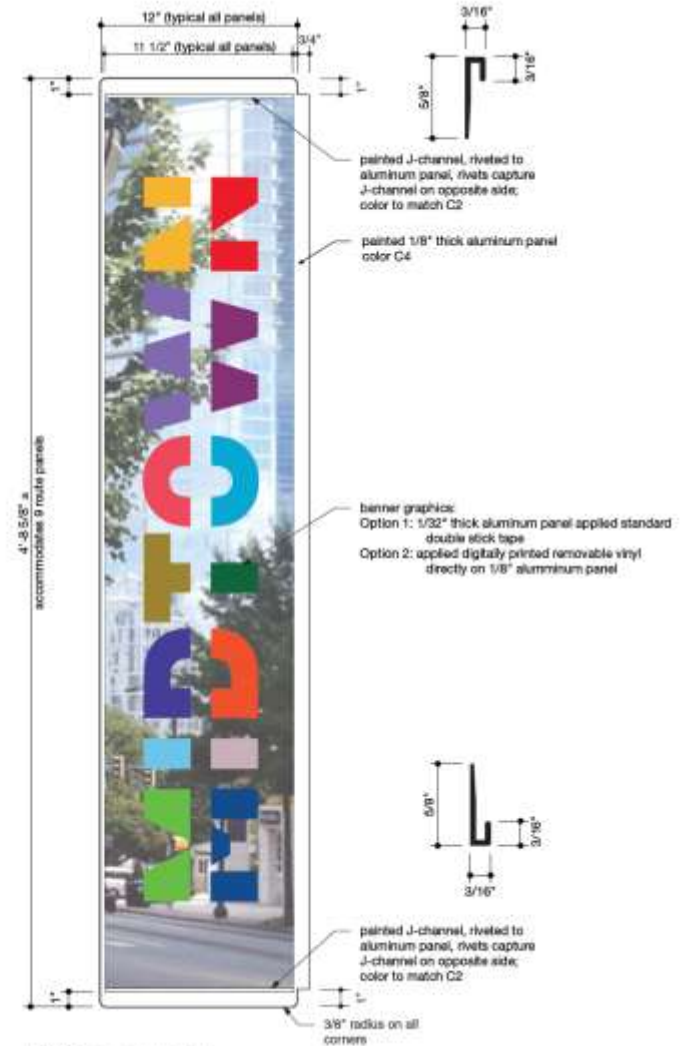 12" (typical all panels)
11 1/2" (typical all panels)
3/4"
1"
1"
3/16"
5/8"
3/16"
painted J-channel, riveted to
aluminum panel, rivets capture
J-channel on opposite side;
color to match C2
painted 1/8" thick aluminum panel
color C4
MIDTOWN
4'-8 5/8"
accommodates 9 route panels
banner graphics:
Option 1: 1/32" thick aluminum panel applied standard
double stick tape
Option 2: applied digitally printed removable vinyl
directly on 1/8" alumminum panel
5/8"
3/16"
3/16"
painted J-channel, riveted to
aluminum panel, rivets capture
J-channel on opposite side;
color to match C2
1"
1"
3/8" radius on all
corners